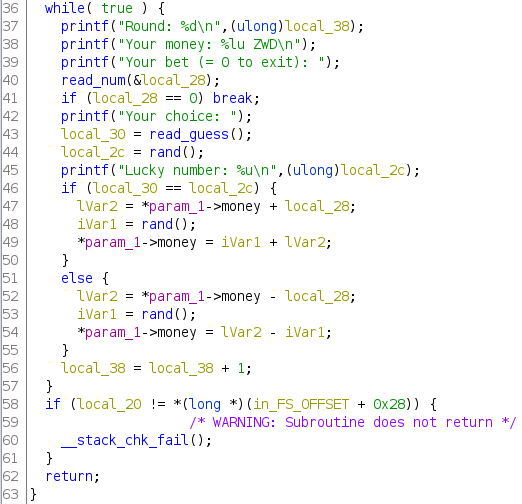 36 while( true ) {
37 printf("Round: %d\n",(ulong)local_38);
38 printf("Your money: %lu ZWD\n");
39 printf("Your bet (= 0 to exit): ");
40 read_num(&local_28);
41 if (local_28 == 0) break;
42 printf("Your choice: ");
43 local_30 = read_guess();
44 local_2c = rand();
45 printf("Lucky number: %u\n",(ulong)local_2c);
46 if (local_30 == local_2c) {
47 lVar2 = *param_1->money + local_28;
48 iVar1 = rand();
49 *param_1->money = iVar1 + lVar2;
50 }
51 else {
52 lVar2 = *param_1->money - local_28;
53 iVar1 = rand();
54 *param_1->money = lVar2 - iVar1;
55 }
56 local_38 = local_38 + 1;
57 }
58 if (local_20 != *(long *)(in_FS_OFFSET + 0x28)) {
59 /* WARNING: Subroutine does not return */
60 __stack_chk_fail();
61 }
62 return;
63 }